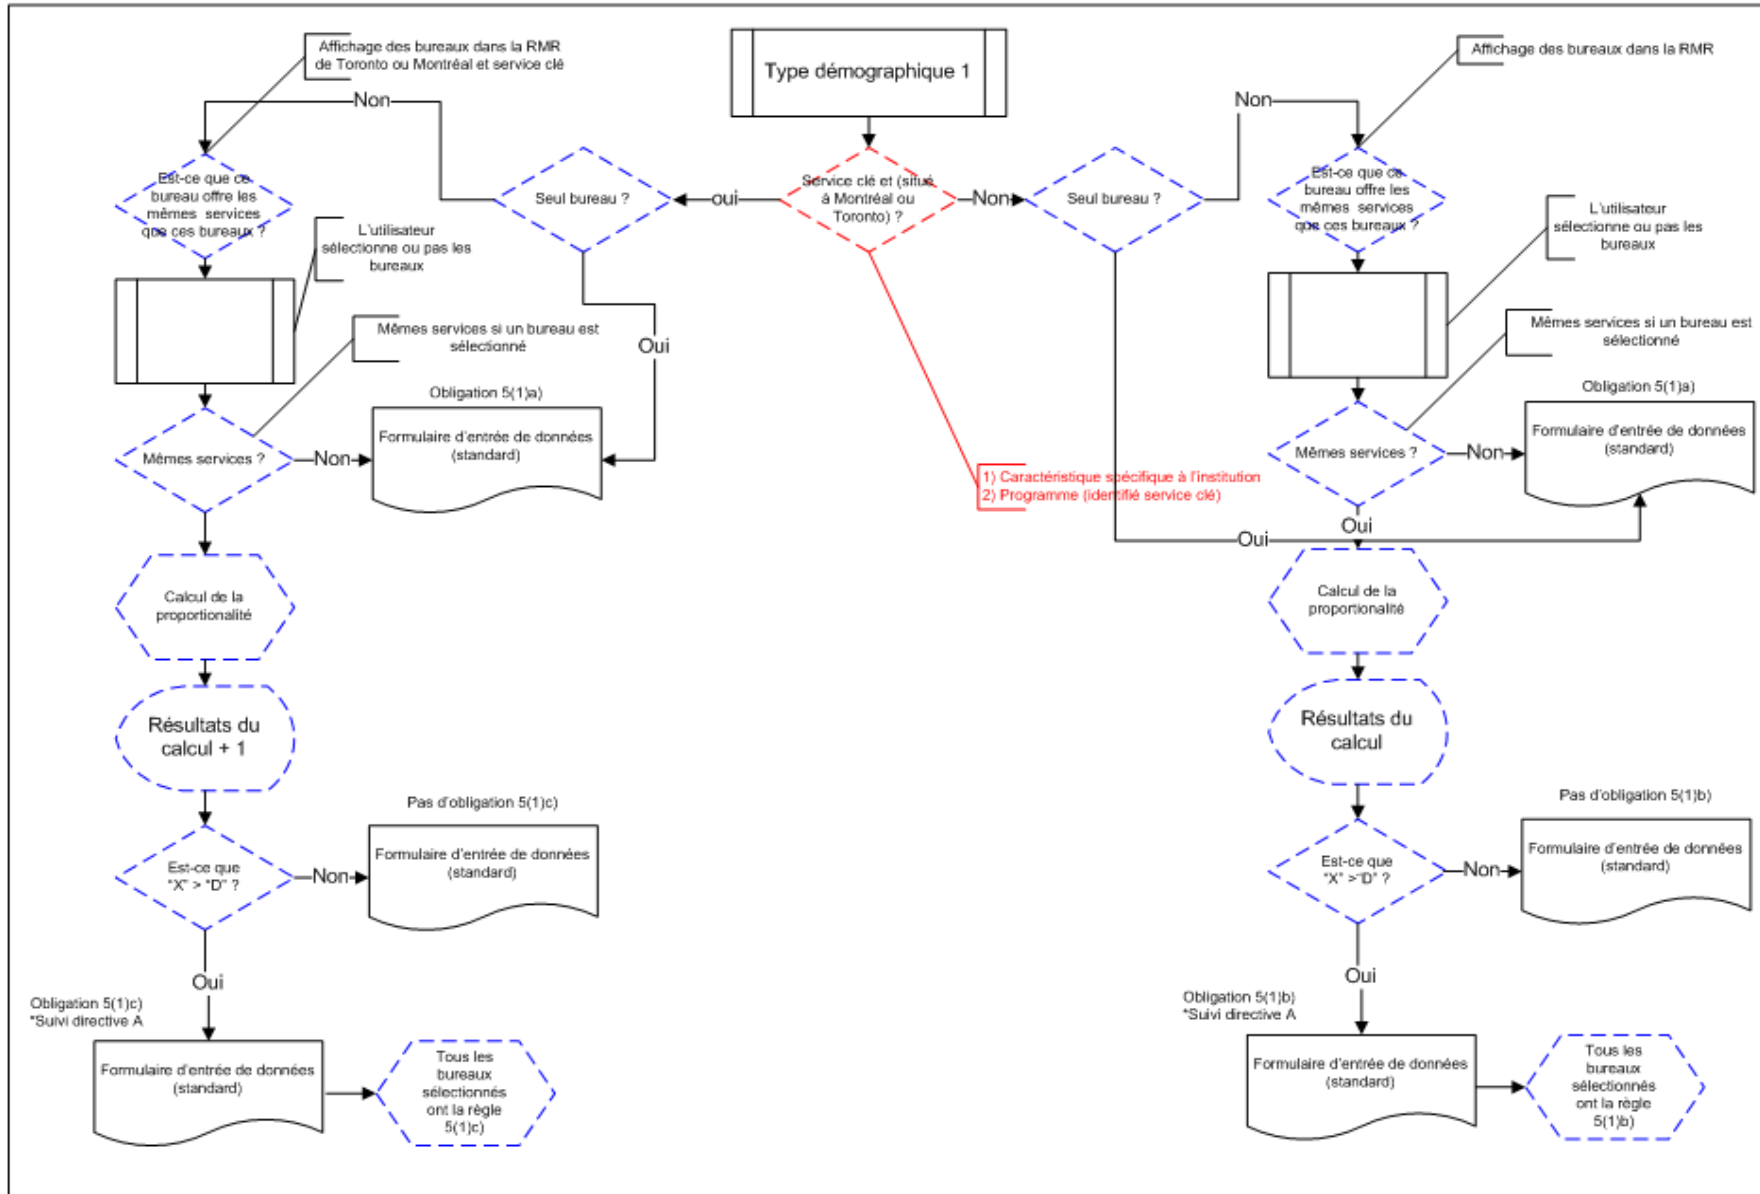 Type démographique 1
Service clé et (situé
à Montréal ou
Toronto) ?
1) Caractéristique spécifique à l'institution
2) Programme (identifié service clé)
oui
Seul bureau ?
Non
Oui
Affichage des bureaux dans la RMR
de Toronto ou Montréal et service clé
Est-ce que ce
bureau offre les
mêmes services
que ces bureaux ?
L'utilisateur
sélectionne ou pas les
bureaux
Mêmes services si un bureau est
sélectionné
Mêmes services ?
Non
Obligation 5(1)a)
Formulaire d'entrée de données
(standard)
Calcul de la
proportionalité
Résultats du
calcul + 1
Est-ce que
"X" > "D" ?
Non
Pas d'obligation 5(1)c)
Formulaire d'entrée de données
(standard)
Oui
Obligation 5(1)c)
*Suivi directive A
Formulaire d'entrée de données
(standard)
Tous les
bureaux
sélectionnés
ont la règle
5(1)c)
Non
Seul bureau ?
Non
Oui
Affichage des bureaux dans la RMR
Est-ce que ce
bureau offre les
mêmes services
que ces bureaux ?
L'utilisateur
sélectionne ou pas les
bureaux
Mêmes services si un bureau est
sélectionné
Mêmes services ?
Non
Oui
Obligation 5(1)a)
Formulaire d'entrée de données
(standard)
Calcul de la
proportionalité
Résultats du
calcul
Est-ce que
"X" >"D" ?
Non
Pas d'obligation 5(1)b)
Formulaire d'entrée de données
(standard)
Oui
Obligation 5(1)b)
*Suivi directive A
Formulaire d'entrée de données
(standard)
Tous les
bureaux
sélectionnés
ont la règle
5(1)b)